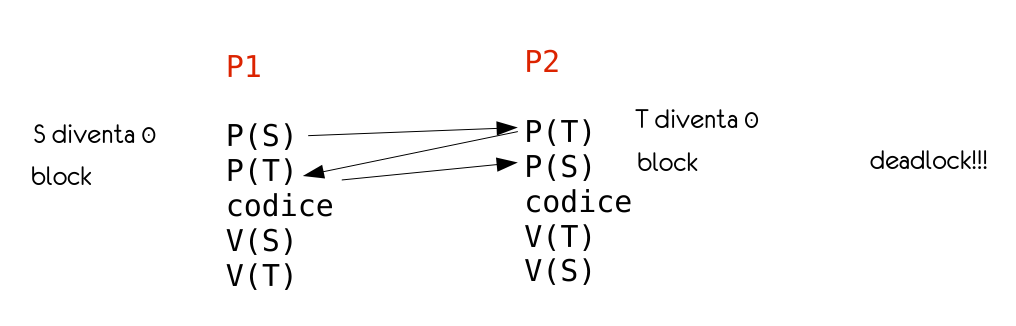 P1
P2
S diventa 0
P(S)
P(T)
T diventa 0
block
P(T)
P(S)
block
deadlock!!!
codice
codice
V(S)
V(T)
V(T)
V(S)